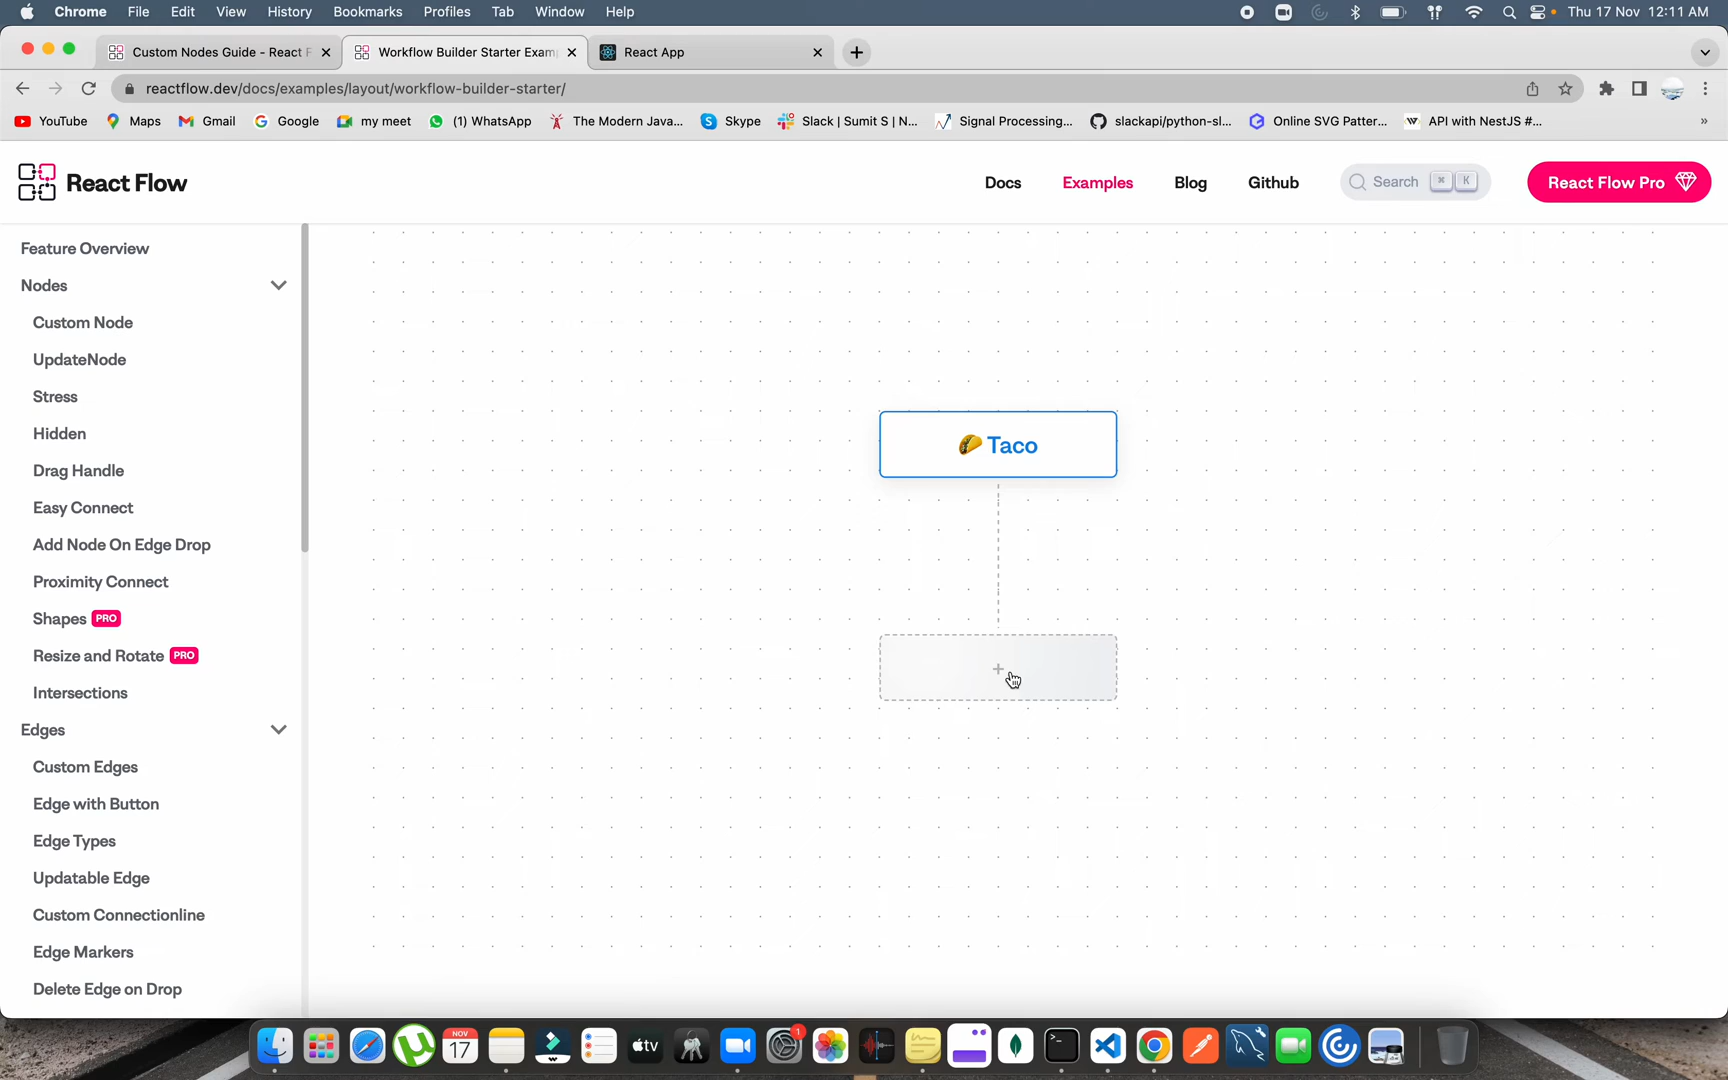 Chrome File Edit View History Bookmarks Profiles Tab Window Help
Thu 17 Nov 12:11 AM
Custom Nodes Guide - React F
Workflow Builder Starter Exam
React App
reactflow.dev/docs/examples/layout/workflow-builder-starter/
YouTube Maps Gmail Google my meet (1) WhatsApp The Modern Java... Skype Slack | Sumit S | N... Signal Processing... slackapi/python-sl... Online SVG Patter... API with NestJS #... »
React Flow
Docs Examples Blog Github Search ⌘ K React Flow Pro
Feature Overview
Nodes
Custom Node
UpdateNode
Stress
Hidden
Drag Handle
Easy Connect
Add Node On Edge Drop
Proximity Connect
Shapes PRO
Resize and Rotate PRO
Intersections
Edges
Custom Edges
Edge with Button
Edge Types
Updatable Edge
Custom Connectionline
Edge Markers
Delete Edge on Drop
🌮 Taco
+
NOV
17
tv
1